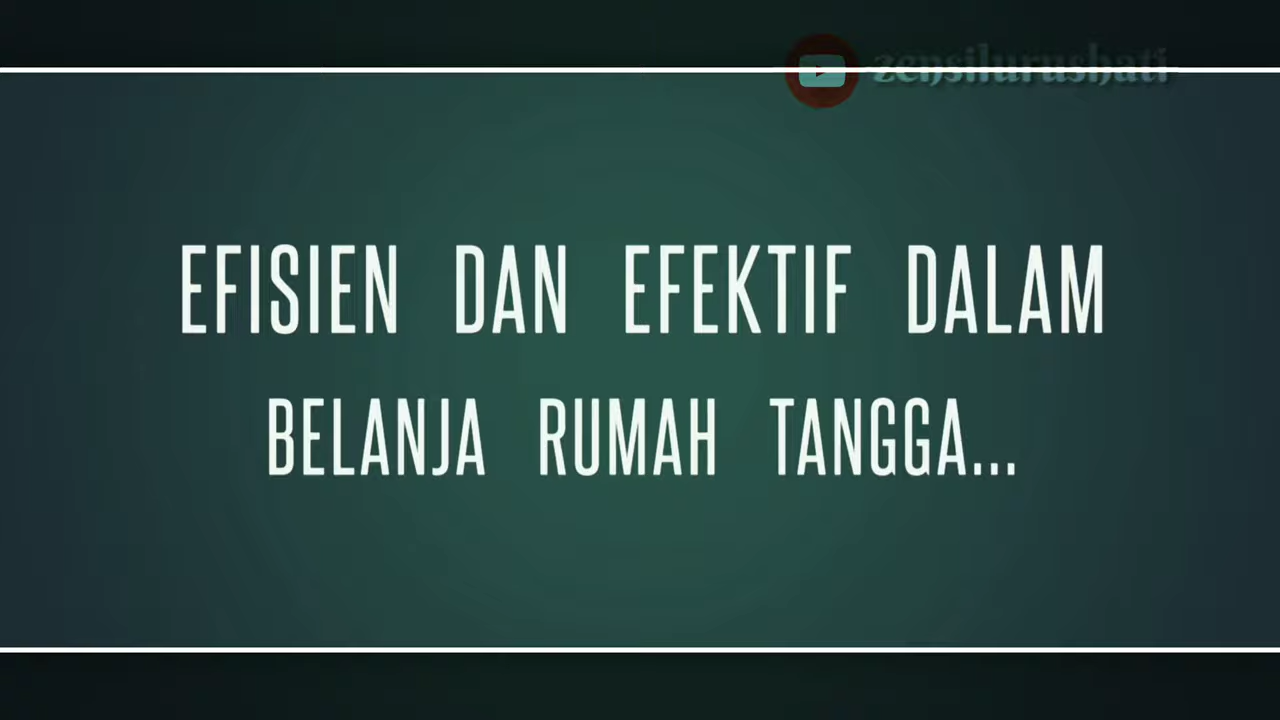 zensilurushati
EFISIEN DAN EFEKTIF DALAM
BELANJA RUMAH TANGGA...